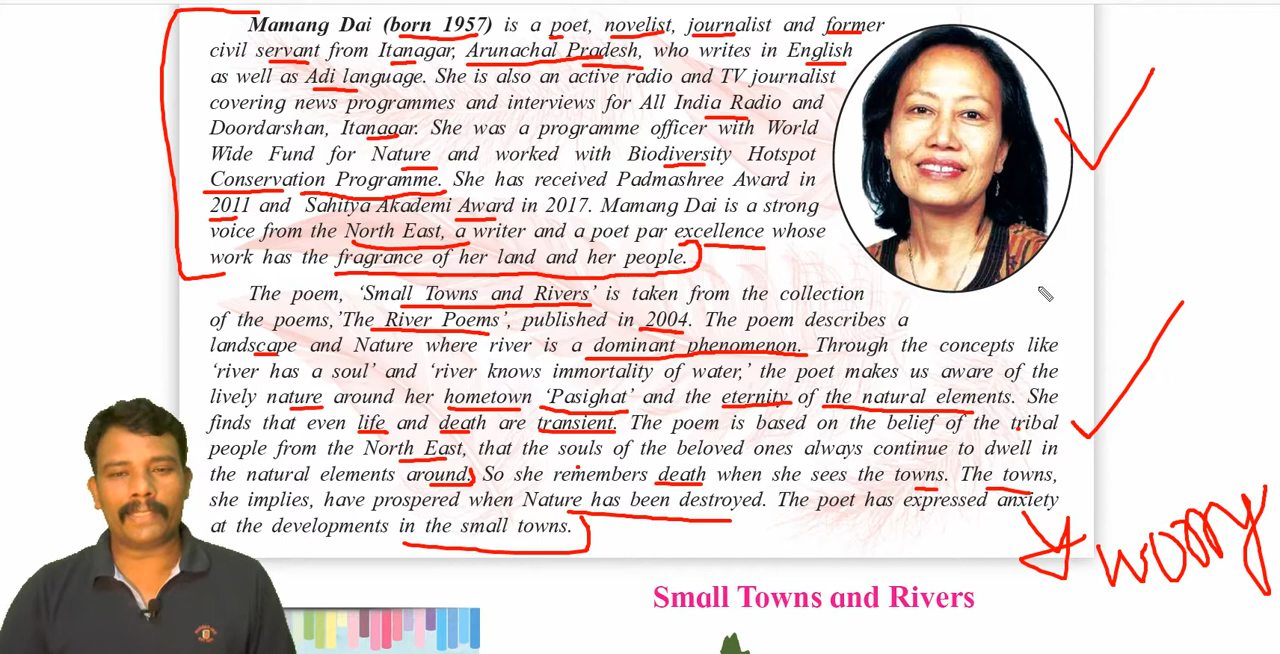 Mamang Dai (born 1957) is a poet, novelist, journalist and former
civil servant from Itanagar, Arunachal Pradesh, who writes in English
as well as Adi language. She is also an active radio and TV journalist
covering news programmes and interviews for All India Radio and
Doordarshan, Itanagar. She was a programme officer with World
Wide Fund for Nature and worked with Biodiversity Hotspot
Conservation Programme. She has received Padmashree Award in
2011 and Sahitya Akademi Award in 2017. Mamang Dai is a strong
voice from the North East, a writer and a poet par excellence whose
work has the fragrance of her land and her people.
The poem, ‘Small Towns and Rivers’ is taken from the collection
of the poems,’The River Poems’, published in 2004. The poem describes a
landscape and Nature where river is a dominant phenomenon. Through the concepts like
‘river has a soul’ and ‘river knows immortality of water,’ the poet makes us aware of the
lively nature around her hometown ‘Pasighat’ and the eternity of the natural elements. She
finds that even life and death are transient. The poem is based on the belief of the tribal
people from the North East, that the souls of the beloved ones always continue to dwell in
the natural elements around. So she remembers death when she sees the towns. The towns,
she implies, have prospered when Nature has been destroyed. The poet has expressed anxiety
at the developments in the small towns.
worry
Small Towns and Rivers